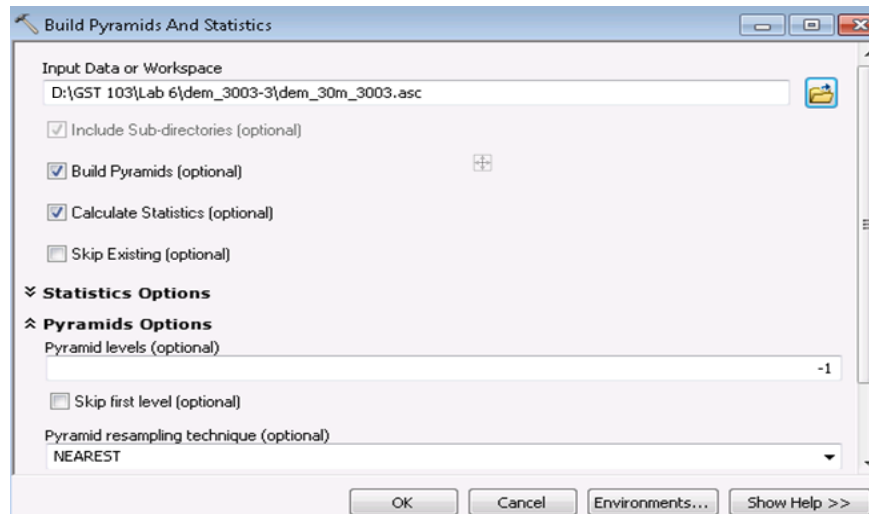 Build Pyramids And Statistics
Input Data or Workspace
D:\GST 103\Lab 6\dem_3003-3\dem_30m_3003.asc
Include Sub-directories (optional)
Build Pyramids (optional)
Calculate Statistics (optional)
Skip Existing (optional)
Statistics Options
Pyramids Options
Pyramid levels (optional)
-1
Skip first level (optional)
Pyramid resampling technique (optional)
NEAREST
OK Cancel Environments... Show Help >>